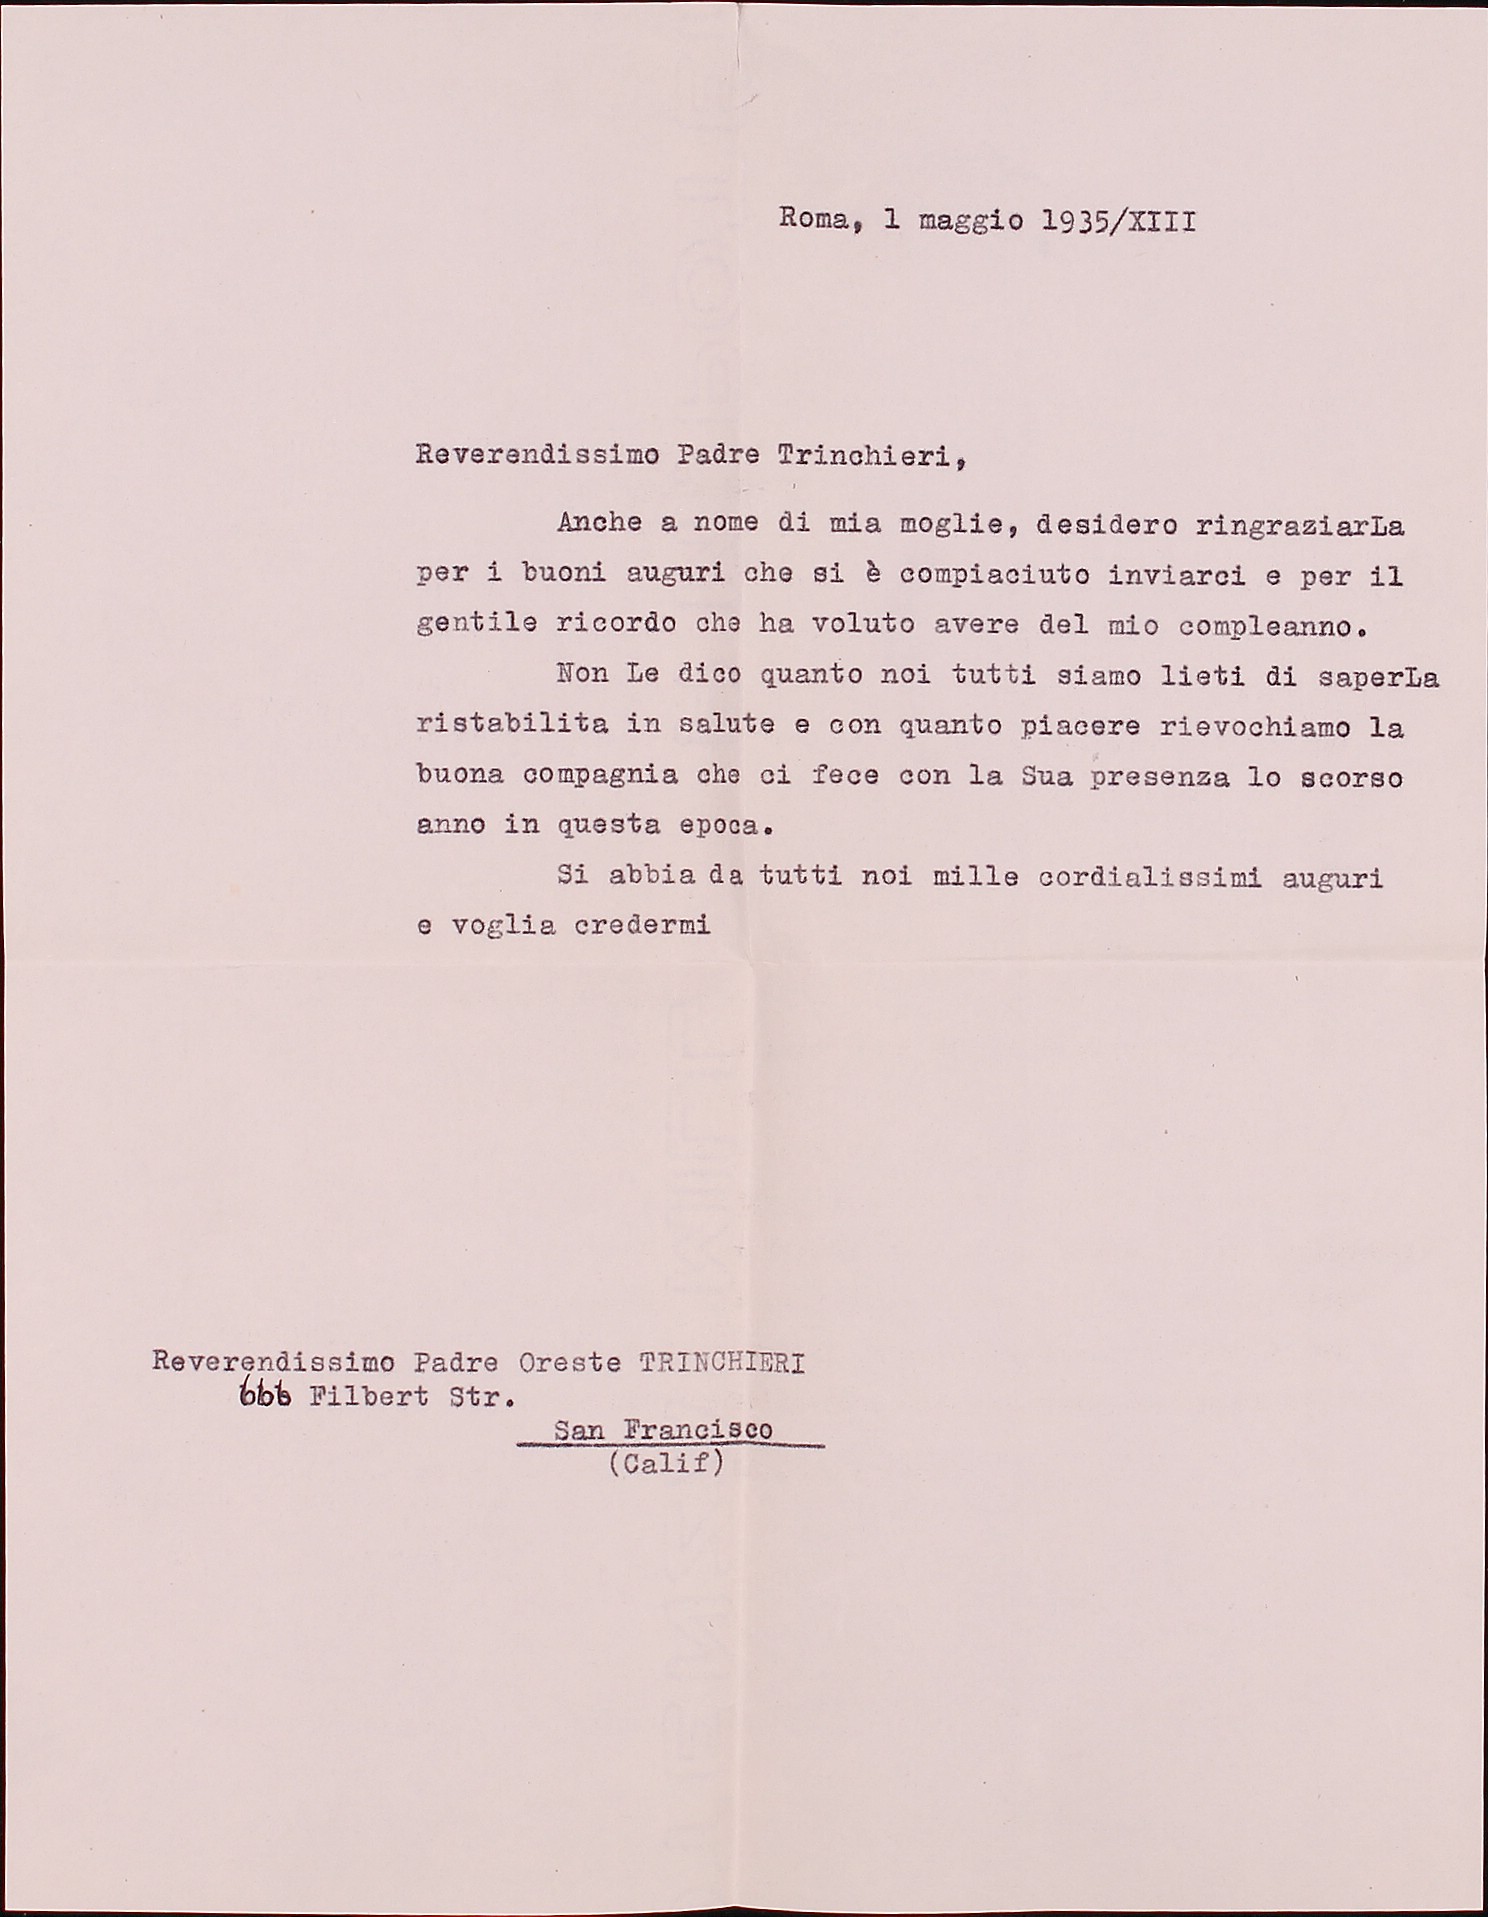 Roma, 1 maggio 1935/XIII
Reverendissimo Padre Trinchieri,
Anche a nome di mia moglie, desidero ringraziarLa
per i buoni auguri che si è compiaciuto inviarci e per il
gentile ricordo che ha voluto avere del mio compleanno.
Non Le dico quanto noi tutti siamo lieti di saperLa
ristabilita in salute e con quanto piacere rievochiamo la
buona compagnia che ci fece con la Sua presenza lo scorso
anno in questa epoca.
Si abbia da tutti noi mille cordialissimi auguri
e voglia credermi
Reverendissimo Padre Oreste TRINCHIERI
666 Filbert Str.
San Francisco
(Calif)